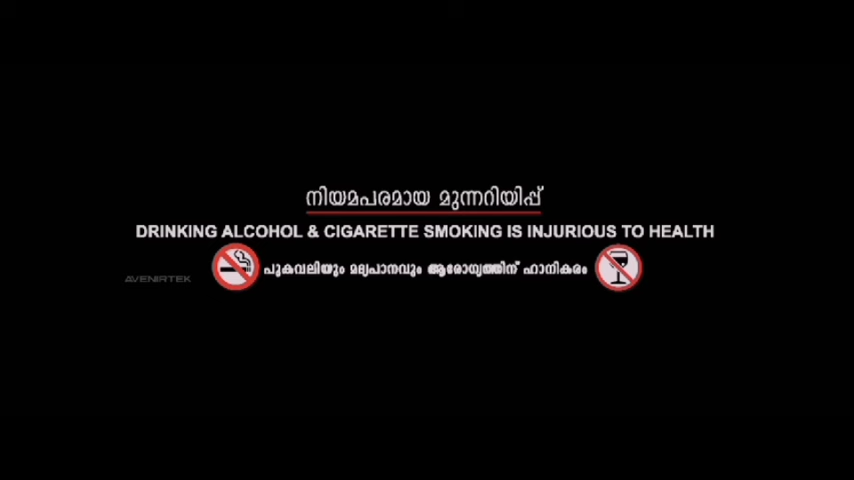 നിയമപരമായ മുന്നറിയിപ്പ്
DRINKING ALCOHOL & CIGARETTE SMOKING IS INJURIOUS TO HEALTH
പുകവലിയും മദ്യപാനവും ആരോഗ്യത്തിന് ഹാനികരം
AVENIRTEK